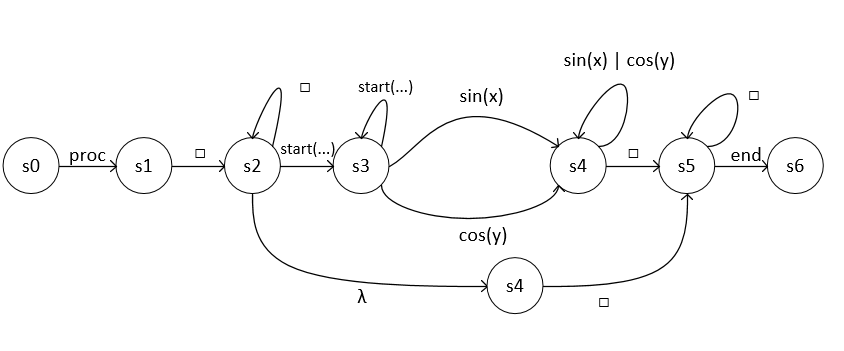 sin(x) | cos(y)
□
start(...)
□
sin(x)
proc
□
start(...)
□
end
s0
s1
s2
s3
s4
s5
s6
cos(y)
s4
λ
□